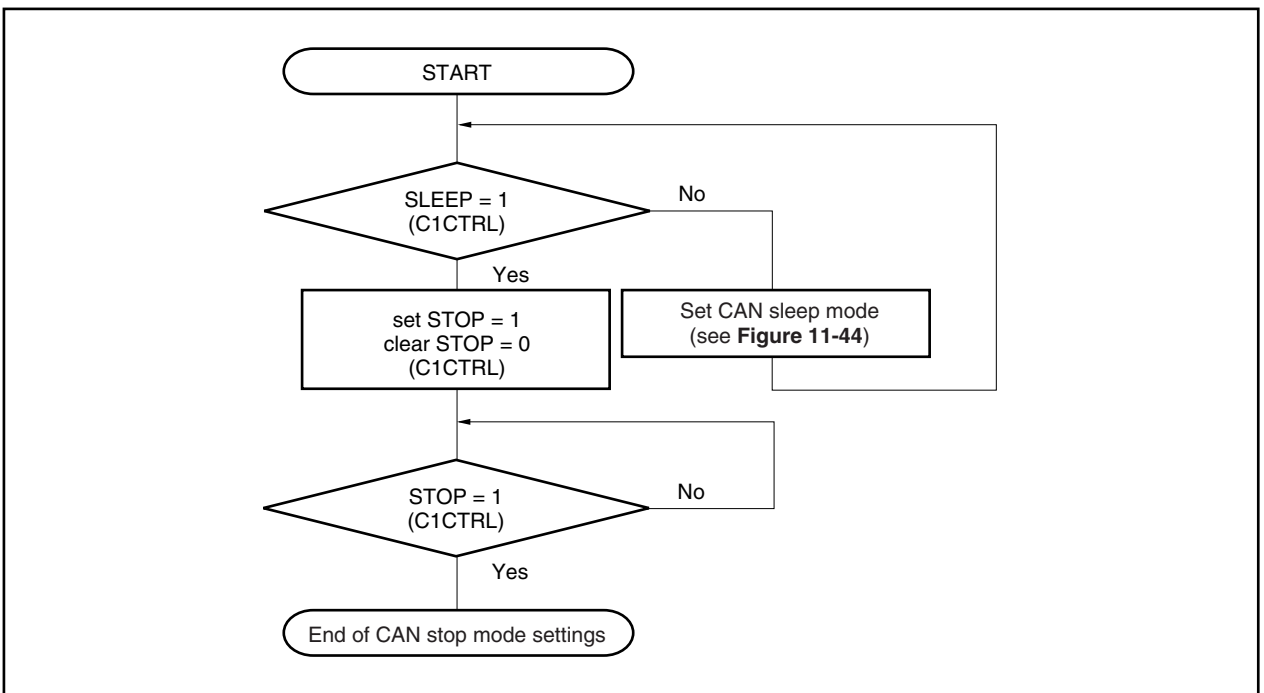 START
SLEEP = 1
(C1CTRL)
No
Yes
set STOP = 1
clear STOP = 0
(C1CTRL)
Set CAN sleep mode
(see Figure 11-44)
STOP = 1
(C1CTRL)
No
Yes
End of CAN stop mode settings